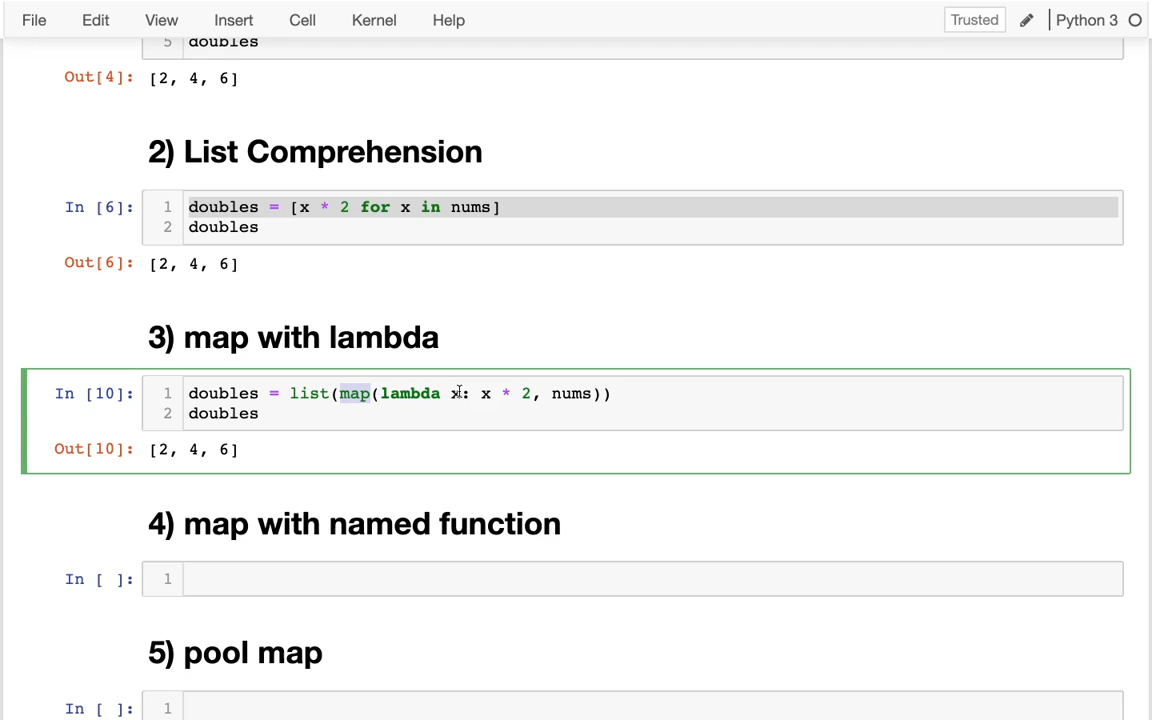 File Edit View Insert Cell Kernel Help Trusted Python 3
5 doubles
Out[4]: [2, 4, 6]
2) List Comprehension
In [6]: 1 doubles = [x * 2 for x in nums]
2 doubles
Out[6]: [2, 4, 6]
3) map with lambda
In [10]: 1 doubles = list(map(lambda x: x * 2, nums))
2 doubles
Out[10]: [2, 4, 6]
4) map with named function
In [ ]: 1
5) pool map
In [ ]: 1